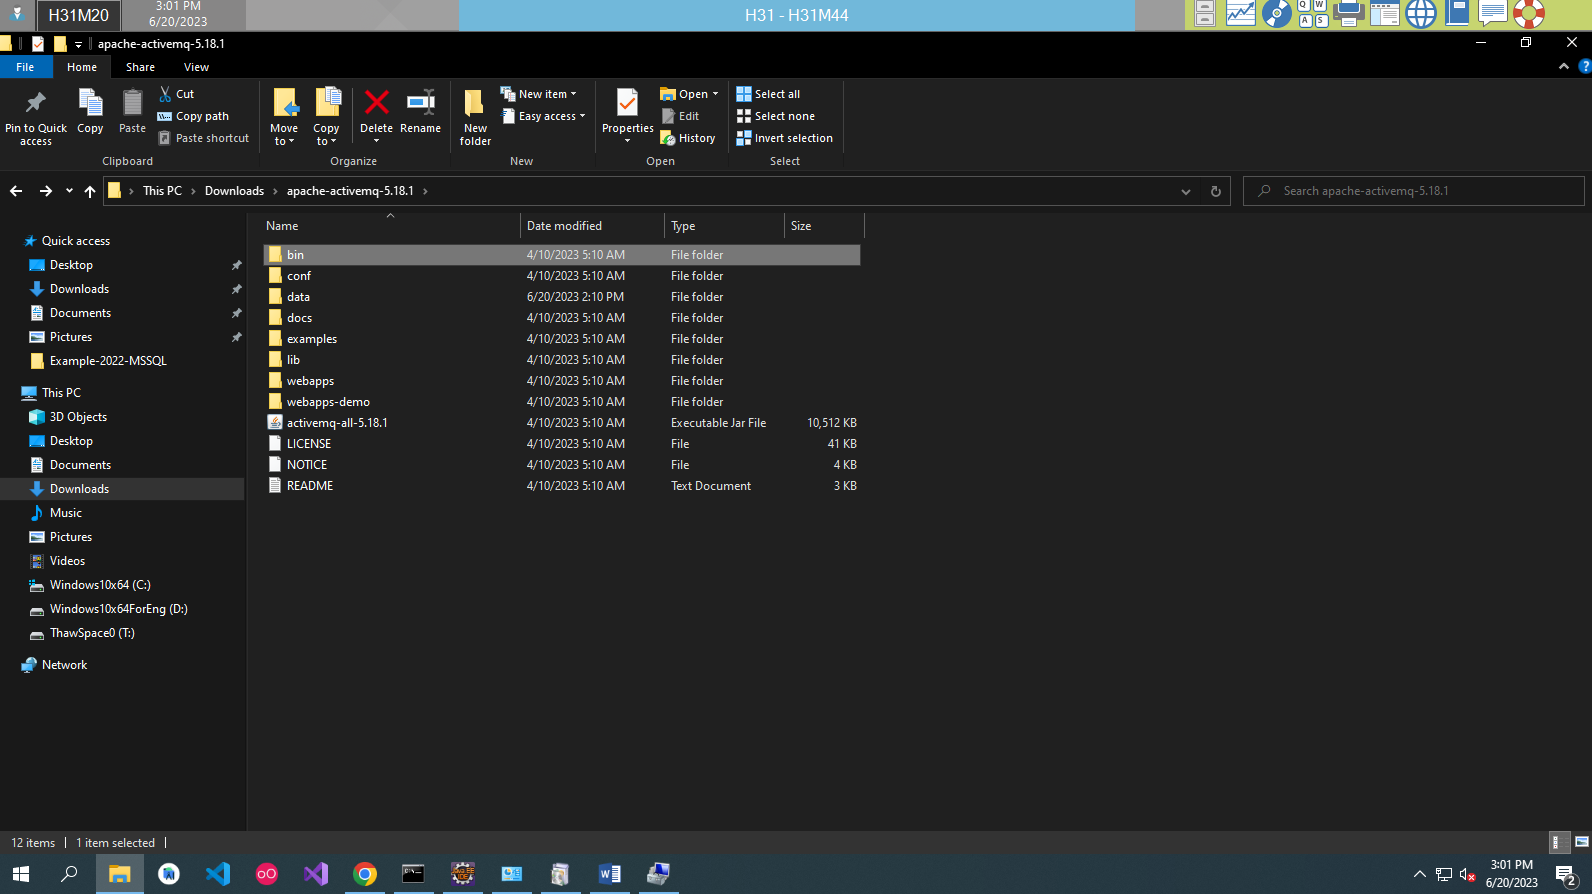 H31M20
3:01 PM
6/20/2023
H31 - H31M44
Q W
A S
apache-activemq-5.18.1
File Home Share View
Pin to Quick access
Copy
Paste
Cut
Copy path
Paste shortcut
Clipboard
Move to
Copy to
Delete
Rename
Organize
New folder
New item
Easy access
New
Properties
Open
Edit
History
Open
Select all
Select none
Invert selection
Select
This PC > Downloads > apache-activemq-5.18.1 >
Search apache-activemq-5.18.1
Quick access
Desktop
Downloads
Documents
Pictures
Example-2022-MSSQL
This PC
3D Objects
Desktop
Documents
Downloads
Music
Pictures
Videos
Windows10x64 (C:)
Windows10x64ForEng (D:)
ThawSpace0 (T:)
Network
Name Date modified Type Size
bin 4/10/2023 5:10 AM File folder
conf 4/10/2023 5:10 AM File folder
data 6/20/2023 2:10 PM File folder
docs 4/10/2023 5:10 AM File folder
examples 4/10/2023 5:10 AM File folder
lib 4/10/2023 5:10 AM File folder
webapps 4/10/2023 5:10 AM File folder
webapps-demo 4/10/2023 5:10 AM File folder
activemq-all-5.18.1 4/10/2023 5:10 AM Executable Jar File 10,512 KB
LICENSE 4/10/2023 5:10 AM File 41 KB
NOTICE 4/10/2023 5:10 AM File 4 KB
README 4/10/2023 5:10 AM Text Document 3 KB
12 items 1 item selected
3:01 PM
6/20/2023
2